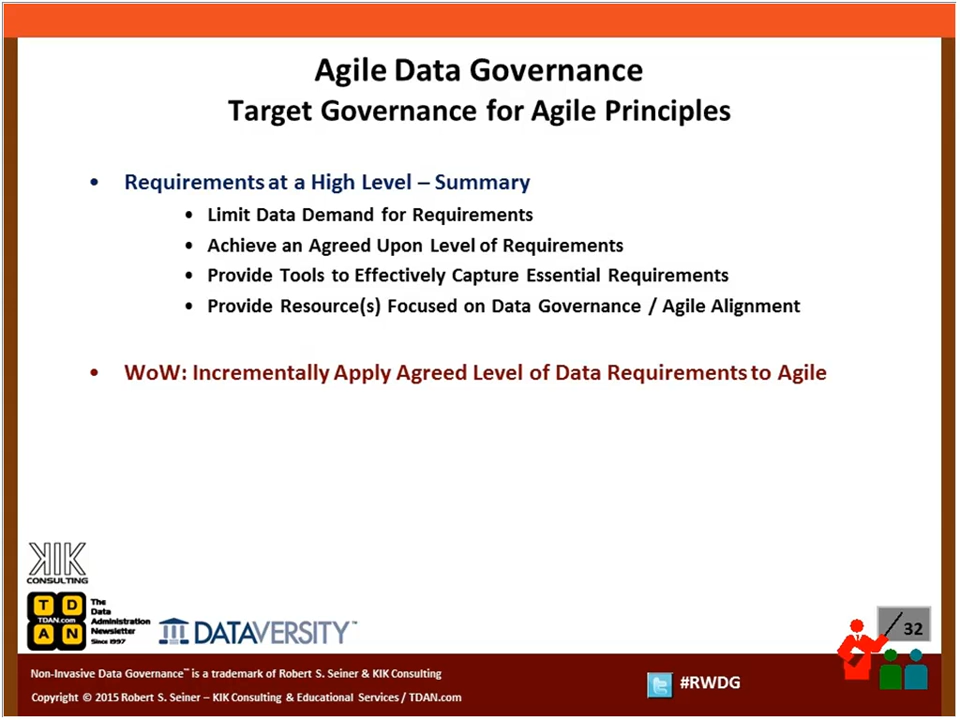 Agile Data Governance
Target Governance for Agile Principles
• Requirements at a High Level – Summary
• Limit Data Demand for Requirements
• Achieve an Agreed Upon Level of Requirements
• Provide Tools to Effectively Capture Essential Requirements
• Provide Resource(s) Focused on Data Governance / Agile Alignment
• WoW: Incrementally Apply Agreed Level of Data Requirements to Agile
KIK
CONSULTING
T D
TDAN.com
A N
The
Data
Administration
Newsletter
Since 1997
DATAVERSITY™
32
Non-Invasive Data Governance™ is a trademark of Robert S. Seiner & KIK Consulting
Copyright © 2015 Robert S. Seiner – KIK Consulting & Educational Services / TDAN.com
#RWDG